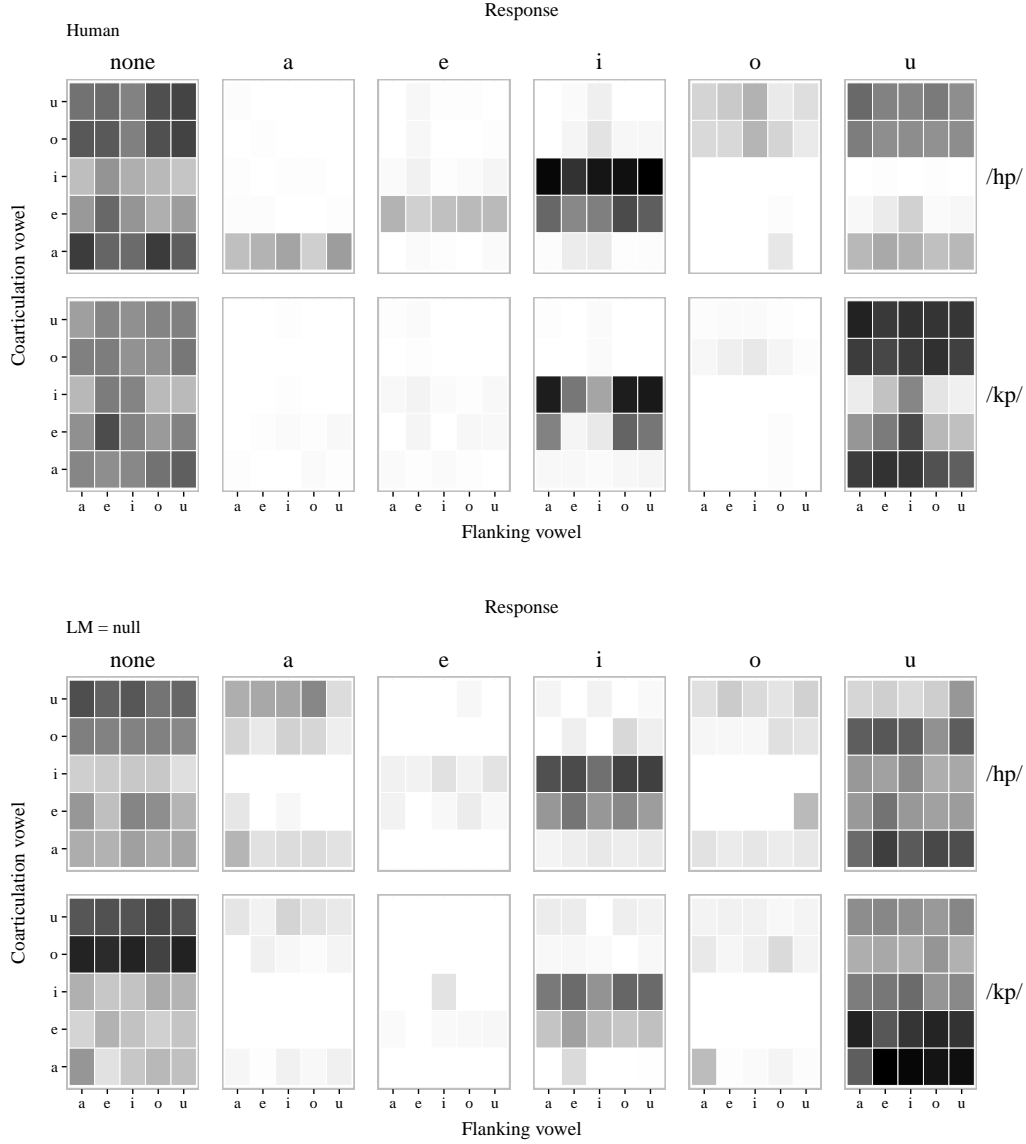 Response
Human
none a e i o u
u
o
i
e
a
/hp/
Coarticulation vowel
u
o
i
e
a
/kp/
a e i o u a e i o u a e i o u a e i o u a e i o u a e i o u
Flanking vowel
Response
LM = null
none a e i o u
u
o
i
e
a
/hp/
Coarticulation vowel
u
o
i
e
a
/kp/
a e i o u a e i o u a e i o u a e i o u a e i o u a e i o u
Flanking vowel